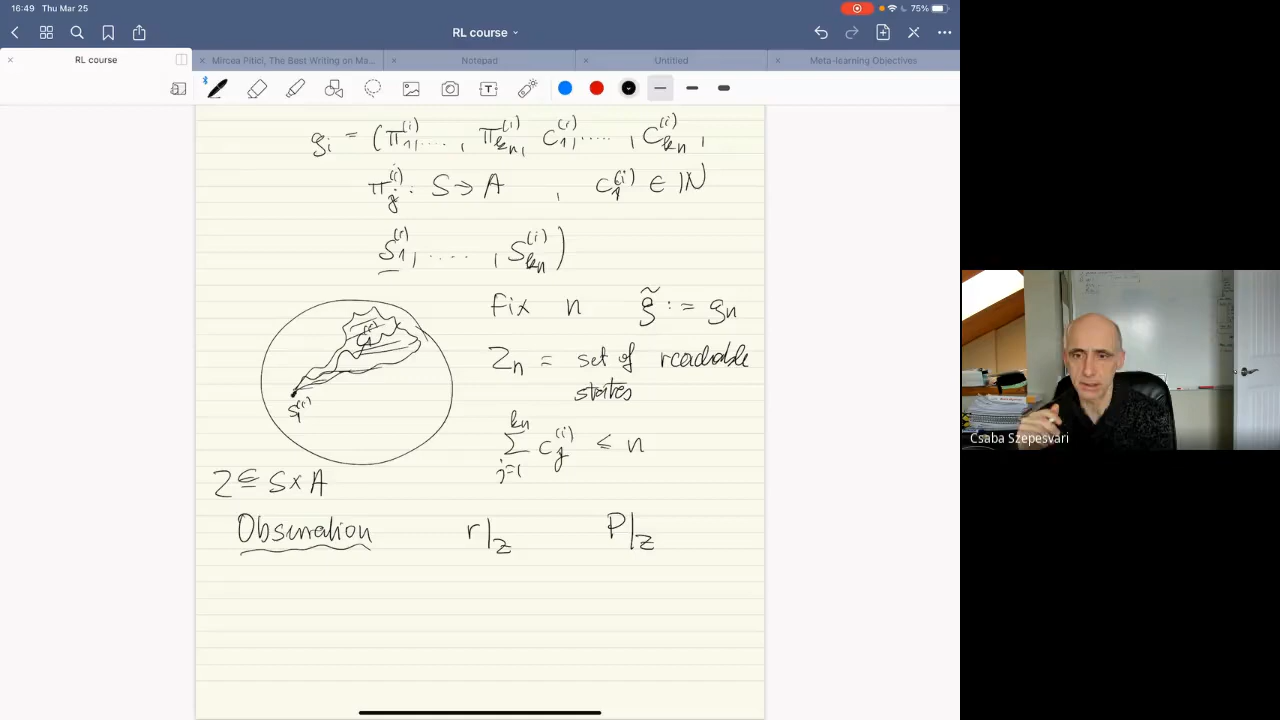 16:49 Thu Mar 25
75%
RL course
RL course
Mircea Pitici, The Best Writing on Ma...
Notepad
Untitled
Meta-learning Objectives
g_i = (π_1^{(i)}, ...., π_{k_n}^{(i)}, c_1^{(i)}, ....., c_{k_n}^{(i)},
π_j^{(i)}: S → A , c_1^{(i)} ∈ ℕ
S_1^{(i)}, ....., S_{k_n}^{(i)})
Fix n g̃ := g_n
Z_n = set of reachable
states
∑_{j=1}^{k_n} c_j^{(i)} ≤ n
S_1^{(i)}
Z ⊆ S × A
Observation r|_Z P|_Z
Csaba Szepesvari